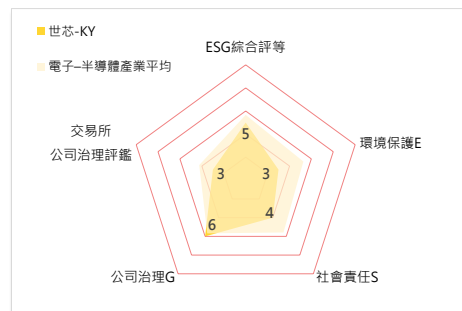 世芯-KY
電子–半導體產業平均
ESG綜合評等
環境保護E
社會責任S
公司治理G
交易所
公司治理評鑑
5
3
4
6
3